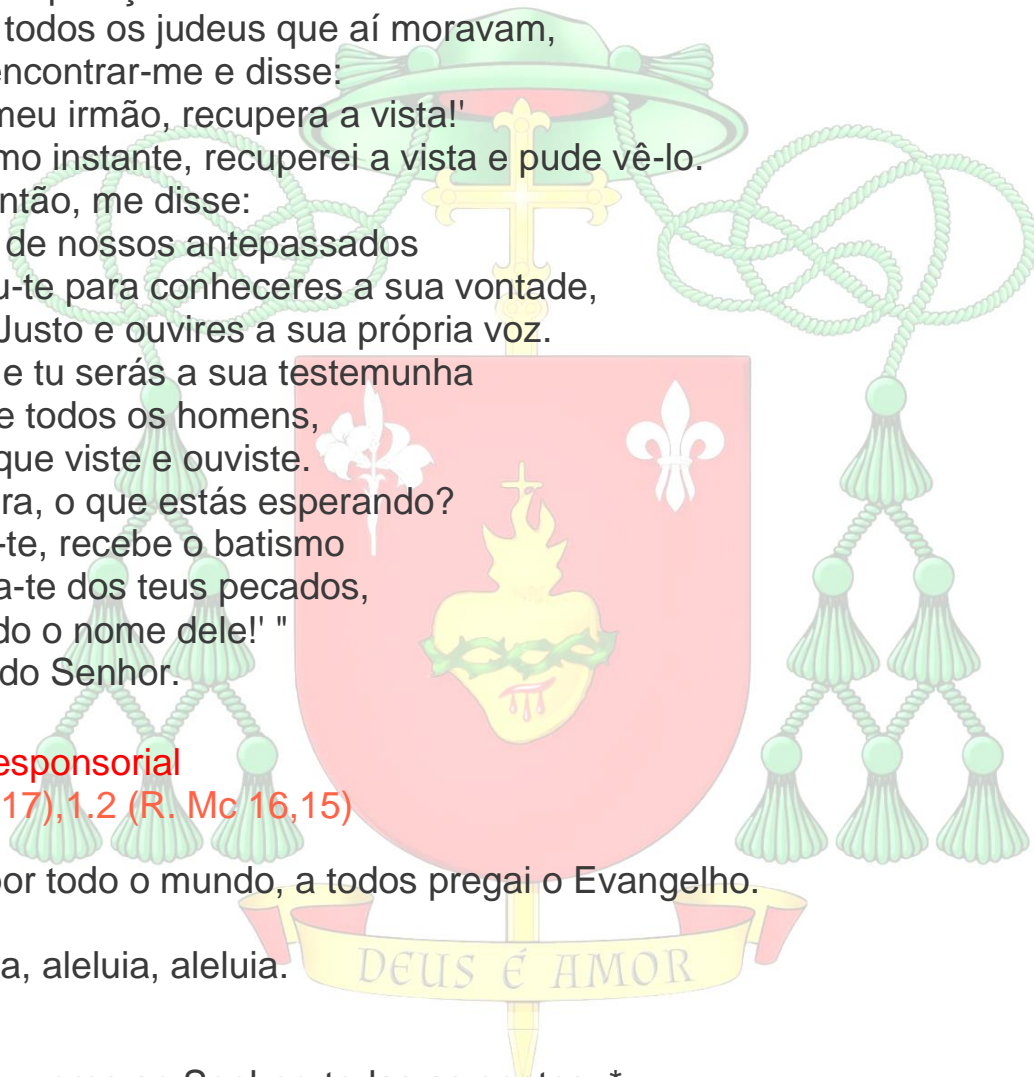 todos os judeus que aí moravam,
encontrar-me e disse:
meu irmão, recupera a vista!'
mo instante, recuperei a vista e pude vê-lo.
ntão, me disse:
de nossos antepassados
u-te para conheceres a sua vontade,
Justo e ouvires a sua própria voz.
e tu serás a sua testemunha
e todos os homens,
que viste e ouviste.
ra, o que estás esperando?
-te, recebe o batismo
a-te dos teus pecados,
do o nome dele!' "
do Senhor.
esponsorial
17),1.2 (R. Mc 16,15)
por todo o mundo, a todos pregai o Evangelho.
a, aleluia, aleluia.
DEUS É AMOR